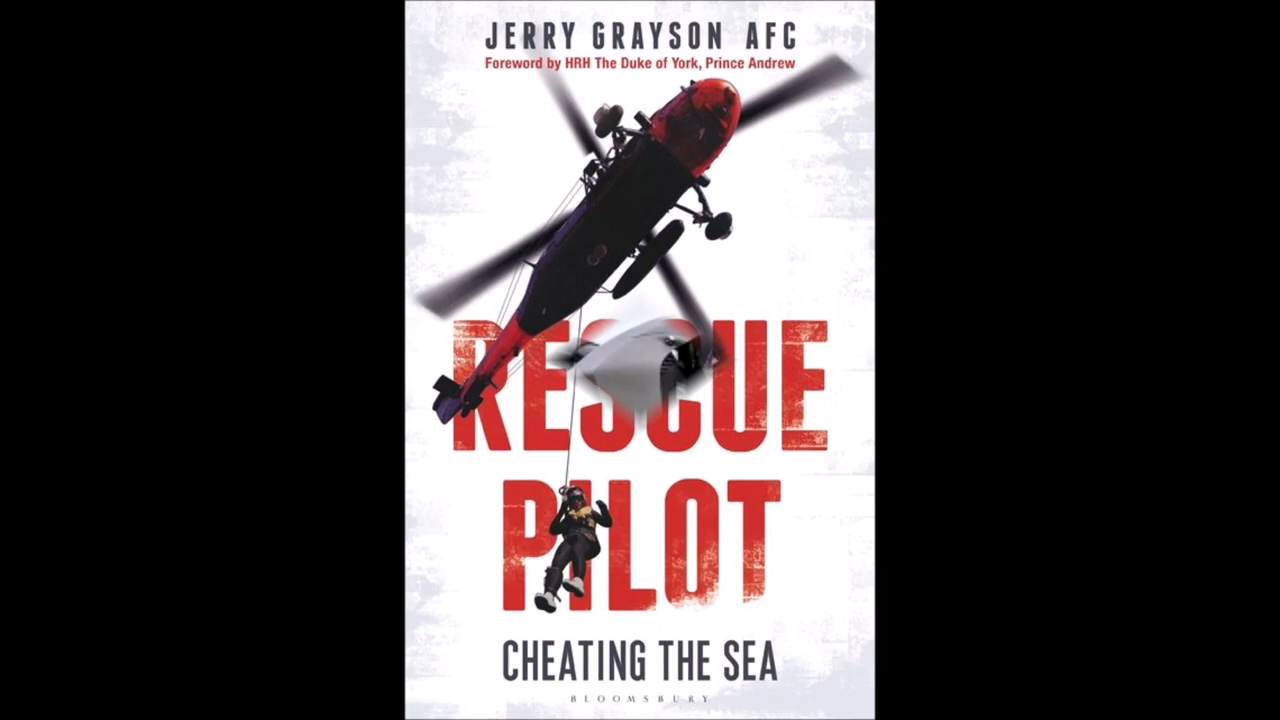 JERRY GRAYSON AFC
Foreword by HRH The Duke of York, Prince Andrew
RESCUE
PILOT
CHEATING THE SEA
BLOOMSBURY